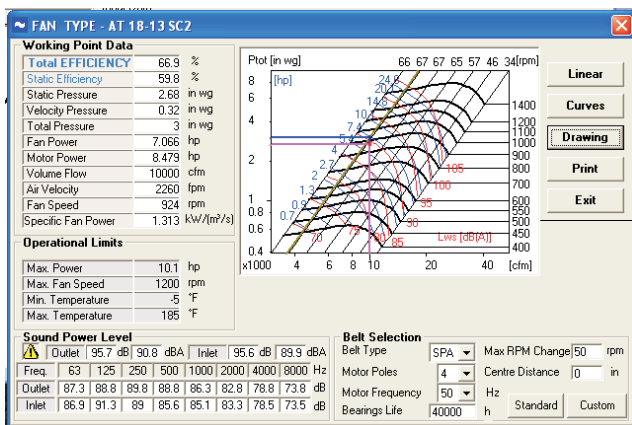 FAN TYPE - AT 18-13 SC2
Working Point Data
Total EFFICIENCY 66.9 %
Static Efficiency 59.8 %
Static Pressure 2.68 in wg
Velocity Pressure 0.32 in wg
Total Pressure 3 in wg
Fan Power 7.066 hp
Motor Power 8.479 hp
Volume Flow 10000 cfm
Air Velocity 2260 fpm
Fan Speed 924 rpm
Specific Fan Power 1.313 kW/(m³/s)
Operational Limits
Max. Power 10.1 hp
Max. Fan Speed 1200 rpm
Min. Temperature -5 °F
Max. Temperature 185 °F
Ptot [in wg] 66 67 67 65 57 46 34 [rpm]
[hp]
8
6
4
2
1
0.8
0.6
0.4
24.6
20.1
14.8
10
7.4
5.4
4
2.7
2
1.3
0.9
0.7
1400
1200
1100
1000
900
800
700
600
550
500
450
400
105
100
95
90
85
80
75
70
Lws [dB(A)]
x1000 4 6 8 10 20 40 [cfm]
Linear
Curves
Drawing
Print
Exit
Sound Power Level
Outlet 95.7 dB 90.8 dBA Inlet 95.6 dB 89.9 dBA
Freq. 63 125 250 500 1000 2000 4000 8000 Hz
Outlet 87.3 88.8 89.8 88.8 86.3 82.8 78.8 73.8 dB
Inlet 86.9 91.3 89 85.6 85.1 83.3 78.5 73.5 dB
Belt Selection
Belt Type SPA Max RPM Change 50 rpm
Motor Poles 4 Centre Distance 0 in
Motor Frequency 50 Hz
Bearings Life 40000 h Standard Custom